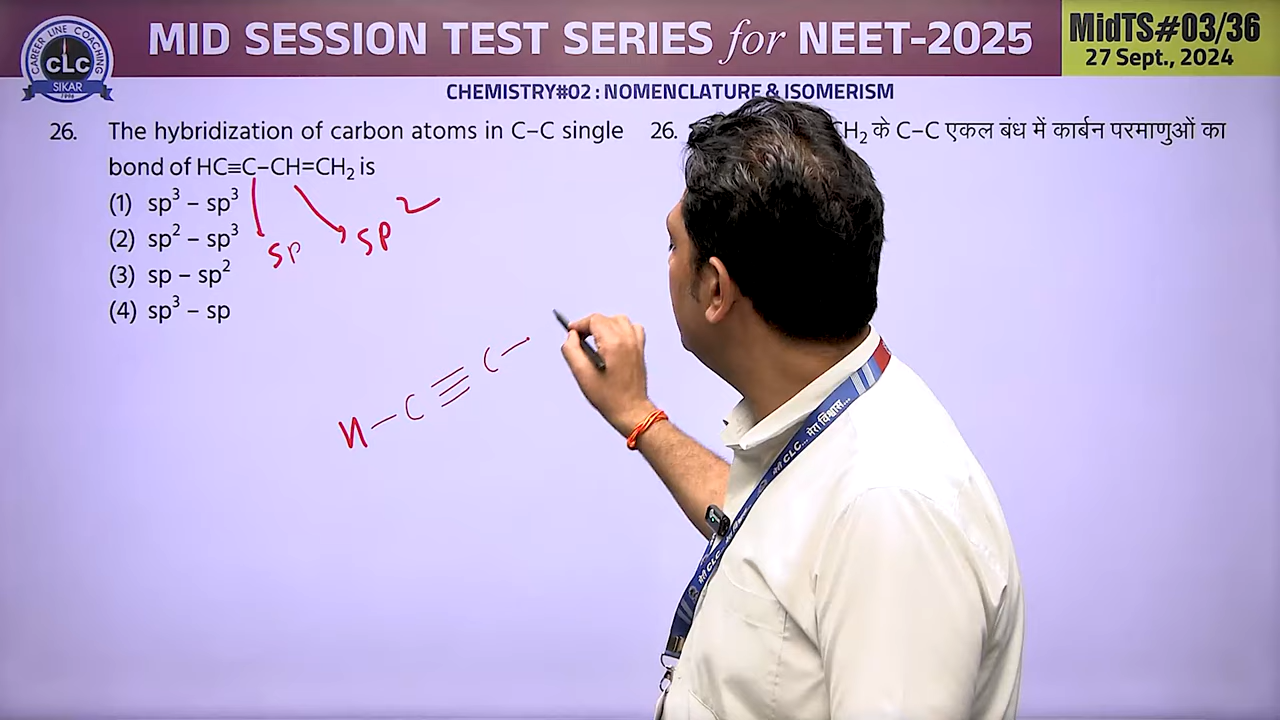 MID SESSION TEST SERIES for NEET-2025
MidTS#03/36
27 Sept., 2024
CAREER LINE COACHING
CLC
SIKAR
1996
CHEMISTRY#02 : NOMENCLATURE & ISOMERISM
26. The hybridization of carbon atoms in C–C single
bond of HC≡C–CH=CH₂ is
(1) sp³ – sp³
(2) sp² – sp³
(3) sp – sp²
(4) sp³ – sp
sp
sp²
H–C≡C–
26. CH₂ के C–C एकल बंध में कार्बन परमाणुओं का
मेरा विश्वास...
मेरी CLC...